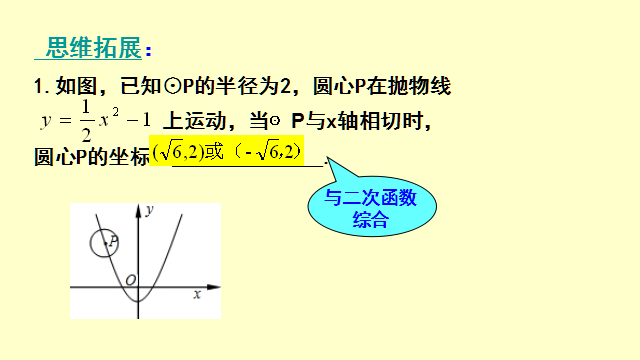 思维拓展：
1.如图，已知⊙P的半径为2，圆心P在抛物线
y = 1/2 x² − 1 上运动，当⊙ P与x轴相切时，
圆心P的坐标 (√6,2)或（-√6,2） .
与二次函数
综合
y
P
O
x